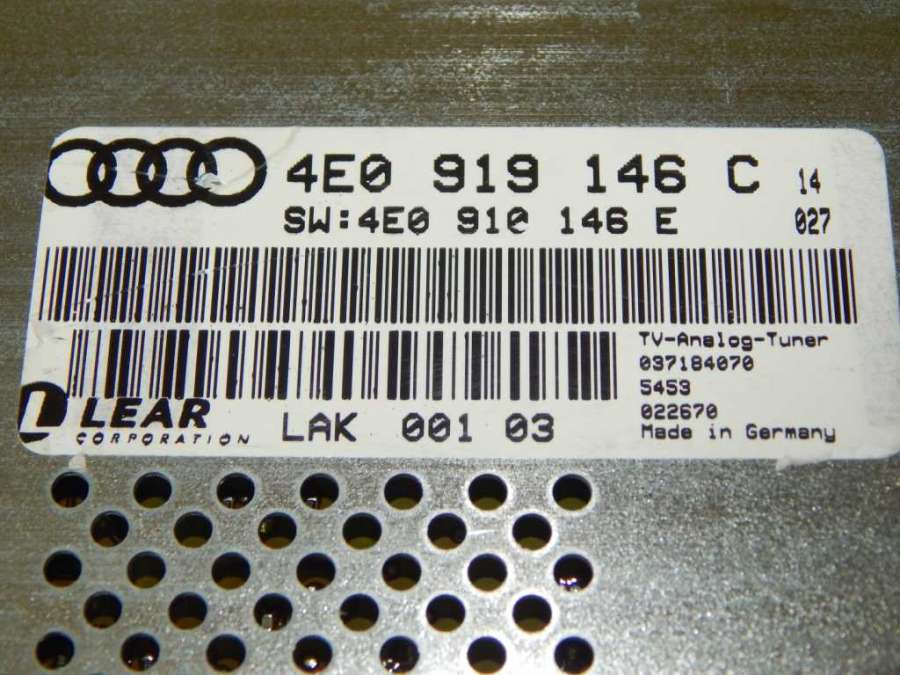 4E0 919 146 C 14
SW:4E0 910 146 E 027
TV-Analog-Tuner
037184070
5453
022670
Made in Germany
LEAR
CORPORATION
LAK 001 03